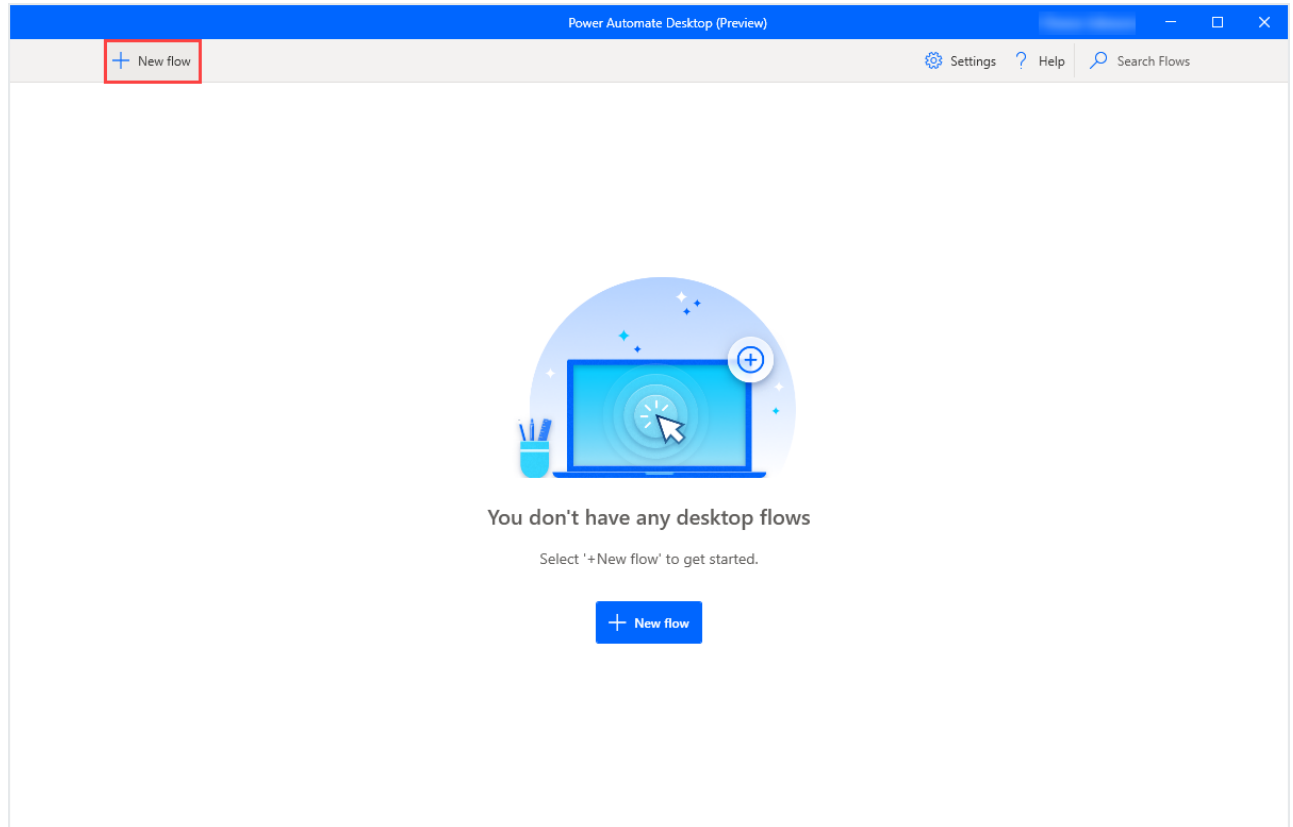 Power Automate Desktop (Preview)
New flow
Settings
Help
Search Flows
You don't have any desktop flows
Select '+New flow' to get started.
New flow